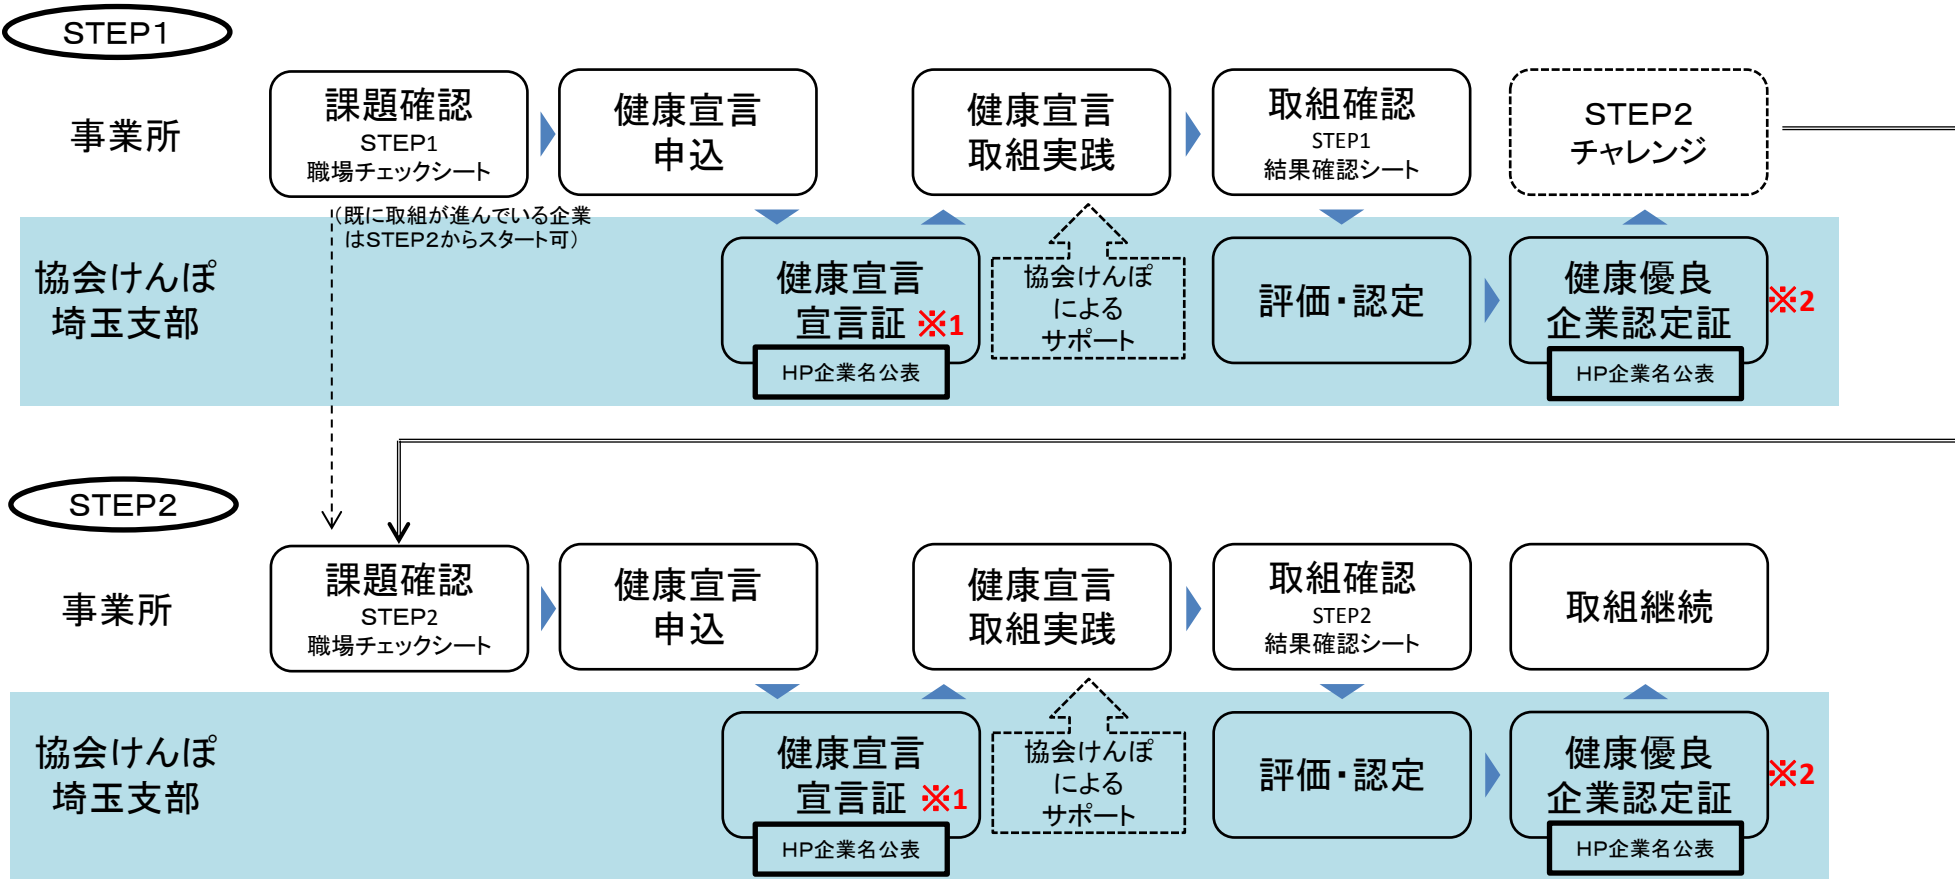 STEP1
事業所
課題確認
STEP1
職場チェックシート
健康宣言
申込
健康宣言
取組実践
取組確認
STEP1
結果確認シート
STEP2
チャレンジ
（既に取組が進んでいる企業
はSTEP2からスタート可）
協会けんぽ
埼玉支部
健康宣言
宣言証 ※1
HP企業名公表
協会けんぽ
による
サポート
評価・認定
健康優良
企業認定証
※2
HP企業名公表
STEP2
事業所
課題確認
STEP2
職場チェックシート
健康宣言
申込
健康宣言
取組実践
取組確認
STEP2
結果確認シート
取組継続
協会けんぽ
埼玉支部
健康宣言
宣言証 ※1
HP企業名公表
協会けんぽ
による
サポート
評価・認定
健康優良
企業認定証
※2
HP企業名公表